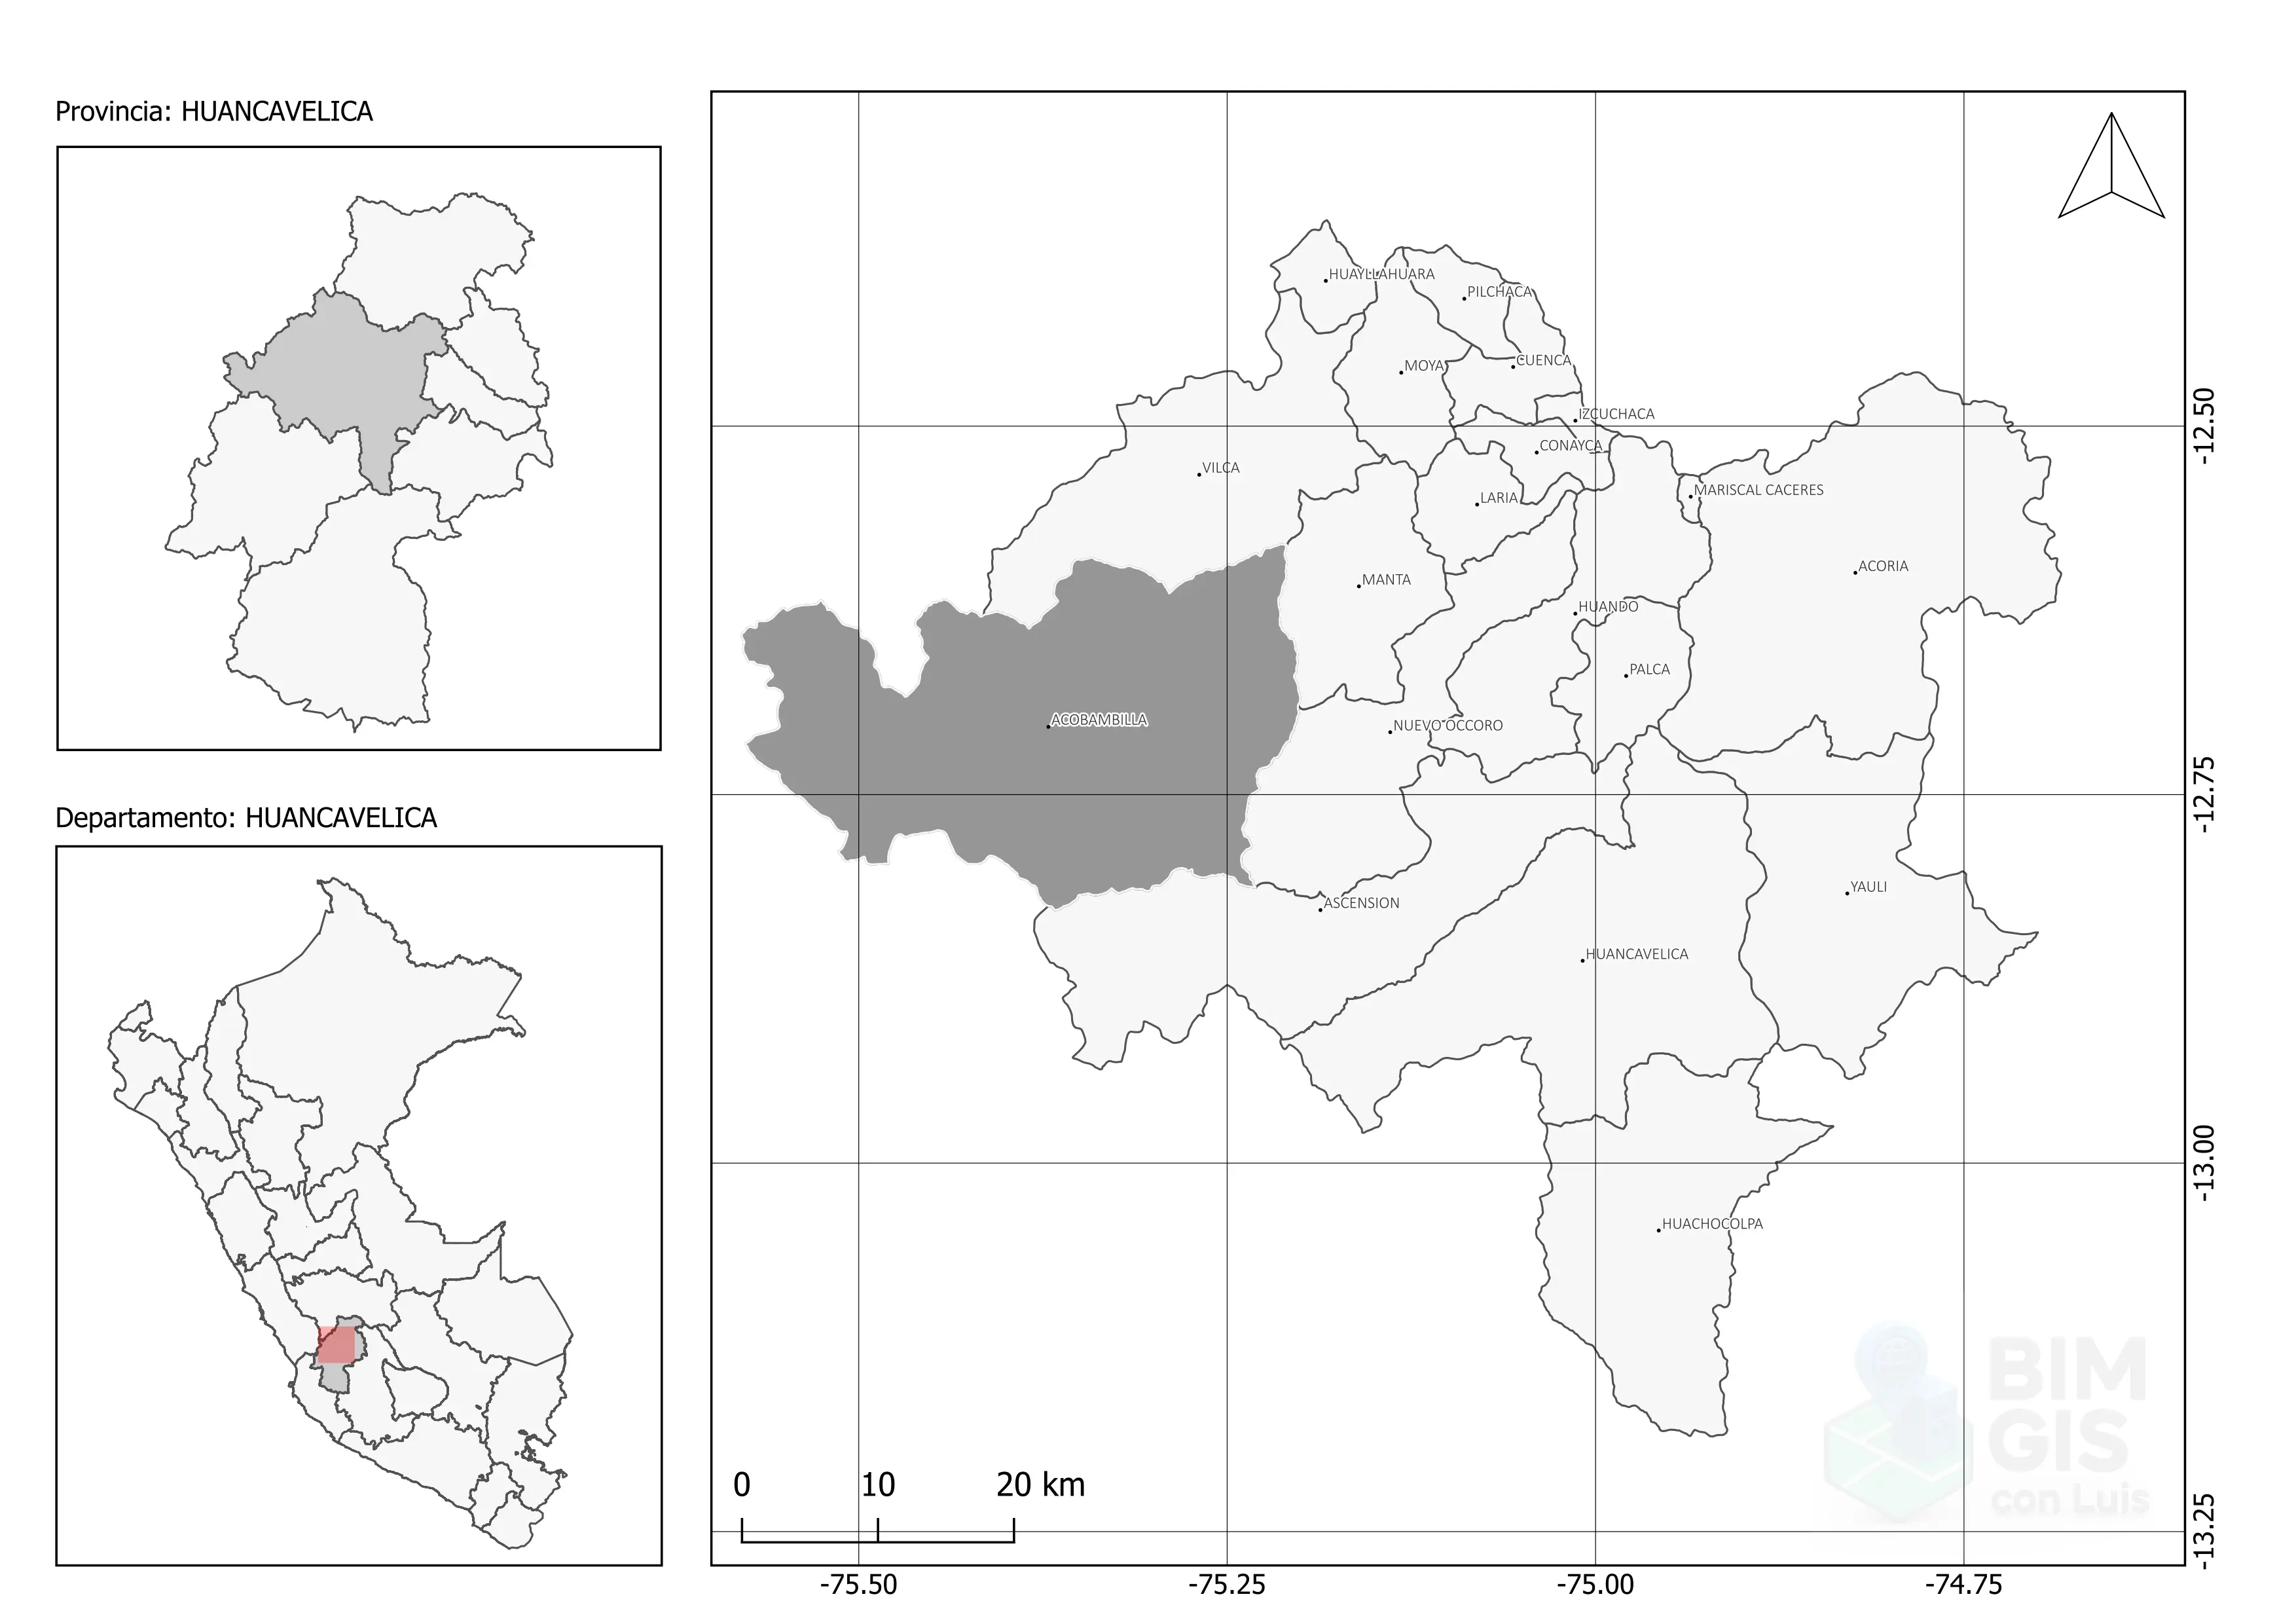 Provincia: HUANCAVELICA
Departamento: HUANCAVELICA
HUAYLLAHUARA
PILCHACA
MOYA
CUENCA
IZCUCHACA
CONAYCA
VILCA
LARIA
MARISCAL CACERES
MANTA
ACORIA
HUANDO
PALCA
ACOBAMBILLA
NUEVO OCCORO
YAULI
ASCENSION
HUANCAVELICA
HUACHOCOLPA
0 10 20 km
BIM
GIS
con Luis
-12.50
-12.75
-13.00
-13.25
-75.50 -75.25 -75.00 -74.75